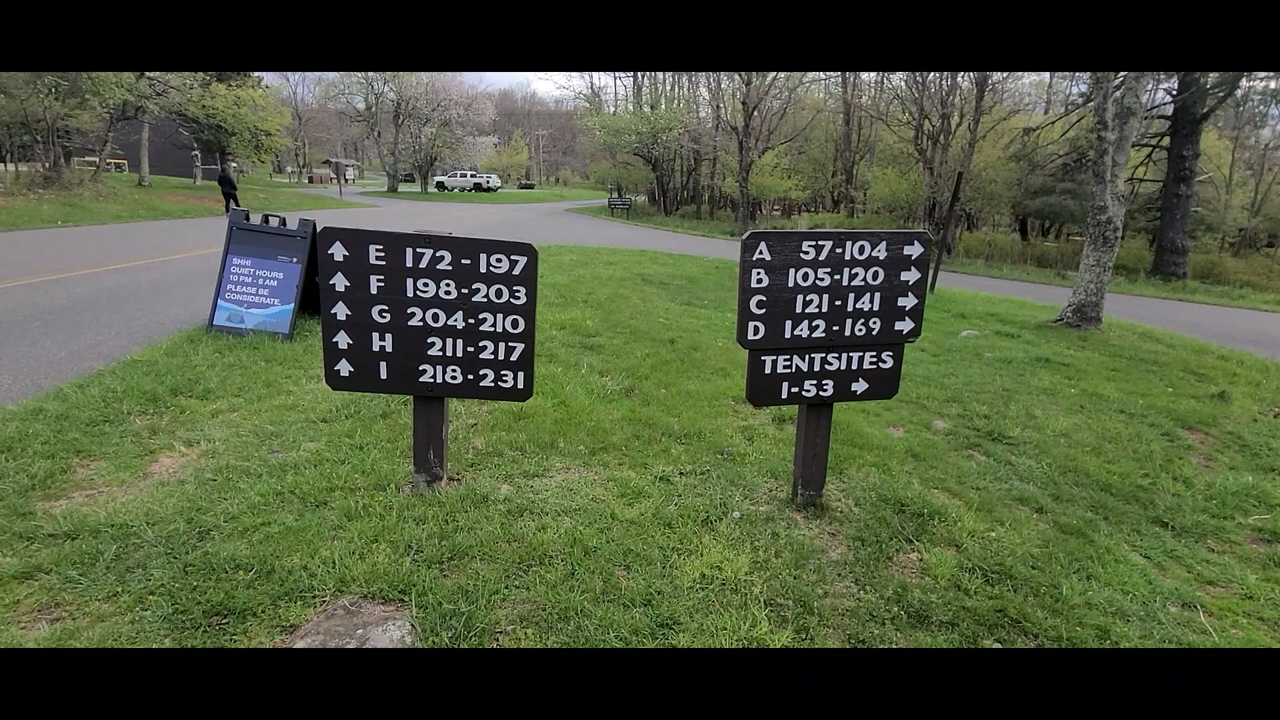 SHH!
QUIET HOURS
10 PM - 6 AM
PLEASE BE
CONSIDERATE.
↑ E 172 - 197
↑ F 198 - 203
↑ G 204 - 210
↑ H 211 - 217
↑ I 218 - 231
A 57-104 →
B 105-120 →
C 121-141 →
D 142-169 →
TENTSITES
1-53 →